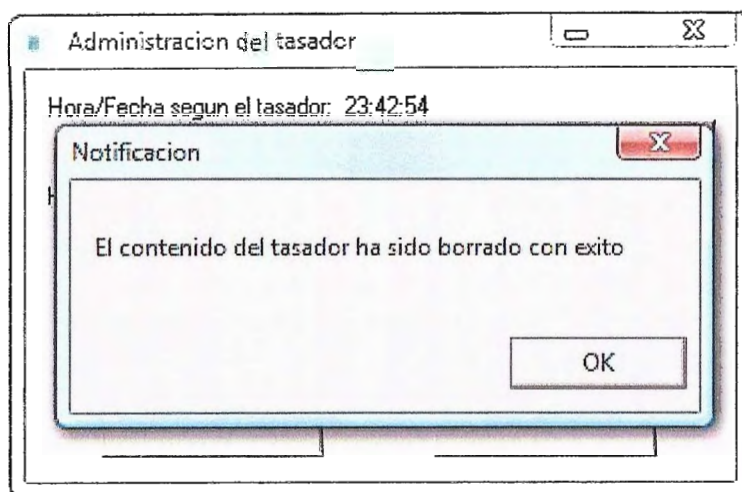 Administracion del tasador
Hora/Fecha segun el tasador: 23:42:54
Notificacion
El contenido del tasador ha sido borrado con exito
OK